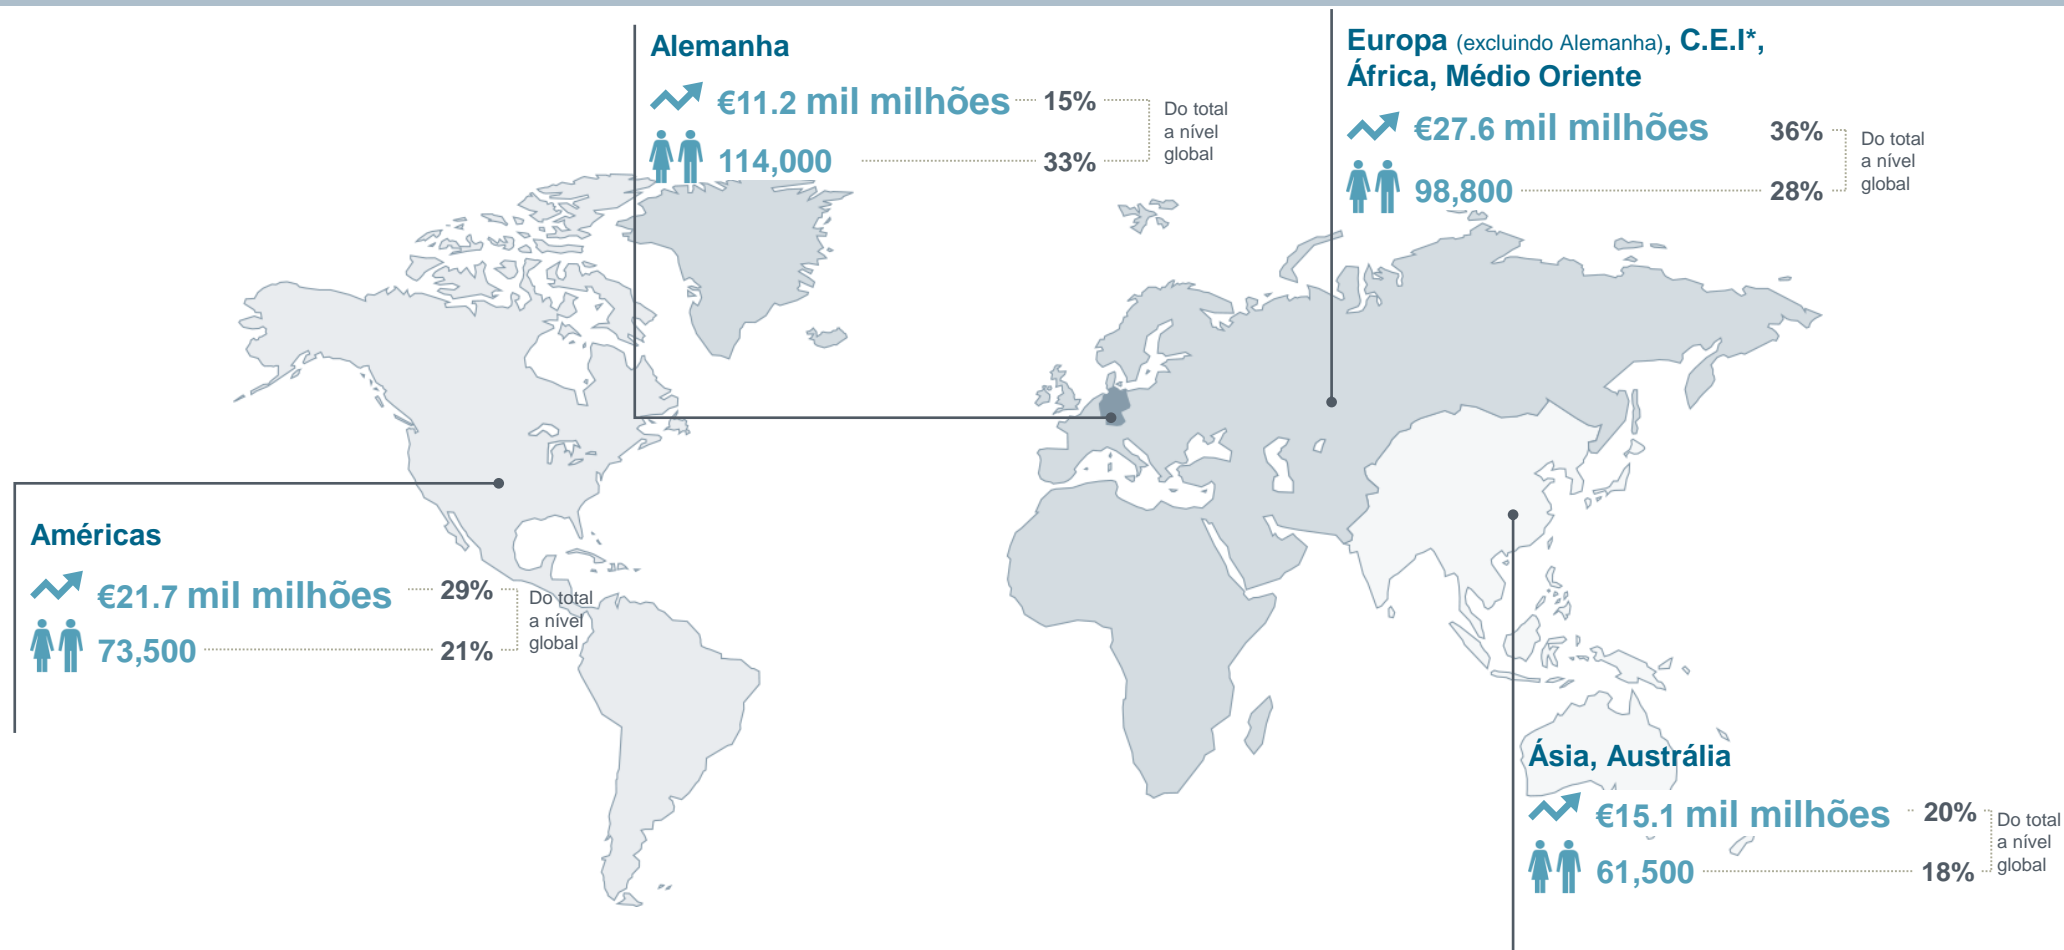 Alemanha
€11.2 mil milhões 15%
114,000 33%
Do total
a nível
global
Europa (excluindo Alemanha), C.E.I*,
África, Médio Oriente
€27.6 mil milhões 36%
98,800 28%
Do total
a nível
global
Américas
€21.7 mil milhões 29%
73,500 21%
Do total
a nível
global
Ásia, Austrália
€15.1 mil milhões 20%
61,500 18%
Do total
a nível
global